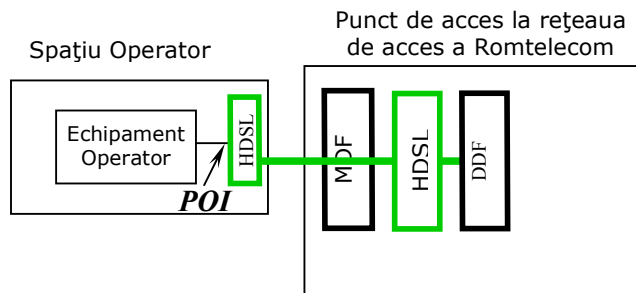 Punct de acces la reţeaua
de acces a Romtelecom
Spaţiu Operator
Echipament
Operator
HDSL
POI
MDF
HDSL
DDF